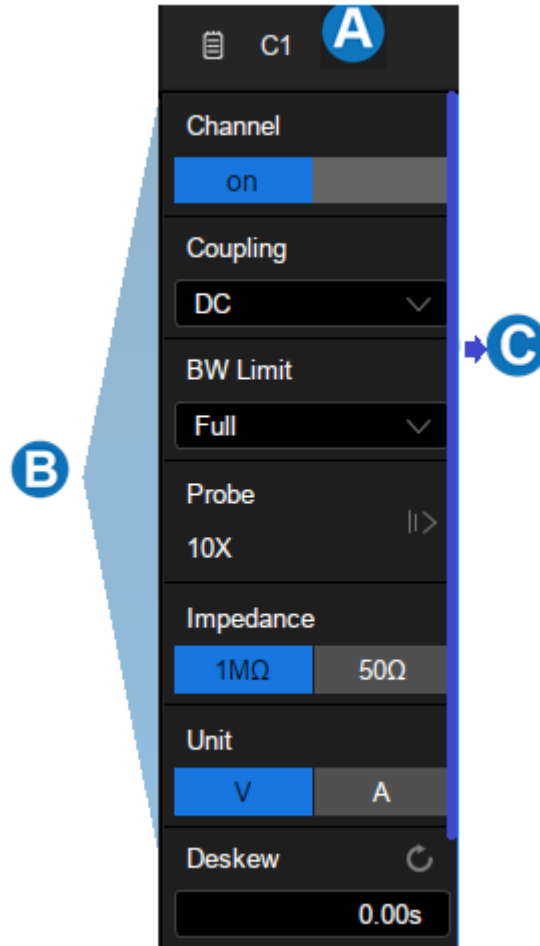 C1 A
Channel
on
Coupling
DC
BW Limit
C
Full
B
Probe
10X
Impedance
1MΩ 50Ω
Unit
V A
Deskew
0.00s